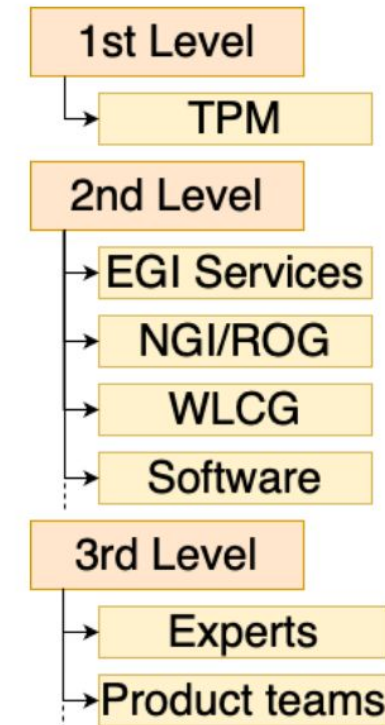 1st Level
TPM
2nd Level
EGI Services
NGI/ROG
WLCG
Software
3rd Level
Experts
Product teams